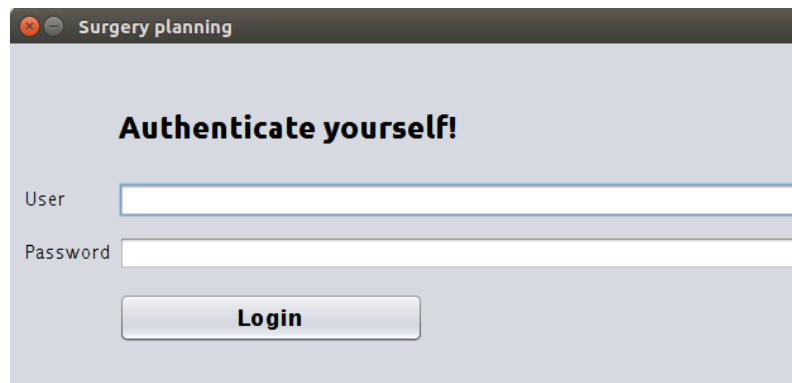 Surgery planning
Authenticate yourself!
User
Password
Login